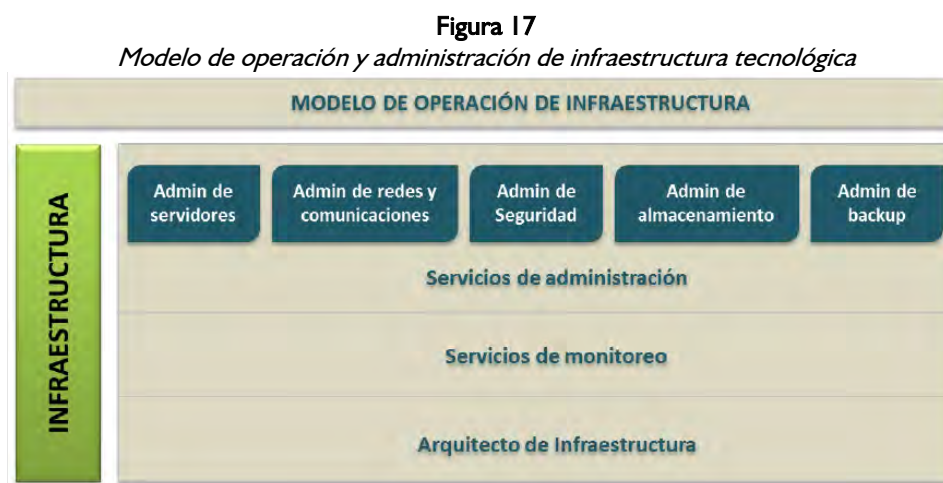 Figura 17
Modelo de operación y administración de infraestructura tecnológica
MODELO DE OPERACIÓN DE INFRAESTRUCTURA
INFRAESTRUCTURA
Admin de
servidores
Admin de redes y
comunicaciones
Admin de
Seguridad
Admin de
almacenamiento
Admin de
backup
Servicios de administración
Servicios de monitoreo
Arquitecto de Infraestructura